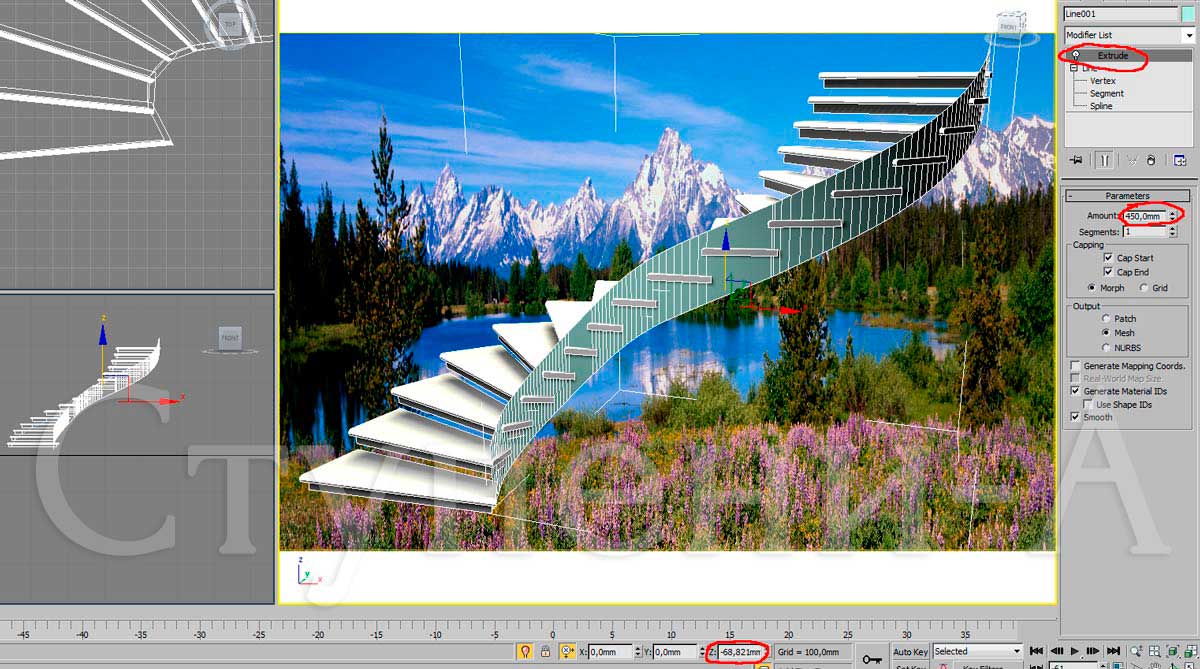 TOP
FRONT
FRONT
z
x
z
y
x
Ступени-А
Line001
Modifier List
Extrude
Line
Vertex
Segment
Spline
- Parameters
Amount: 450,0mm
Segments: 1
Capping
Cap Start
Cap End
Morph Grid
Output
Patch
Mesh
NURBS
Generate Mapping Coords.
Real-World Map Size
Generate Material IDs
Use Shape IDs
Smooth
-45 -40 -35 -30 -25 -20 -15 -10 -5 0 5 10 15 20 25 30 35
X: 0,0mm Y: 0,0mm Z: -68,821mm Grid = 100,0mm Auto Key Selected
Set Key Key Filters... -61